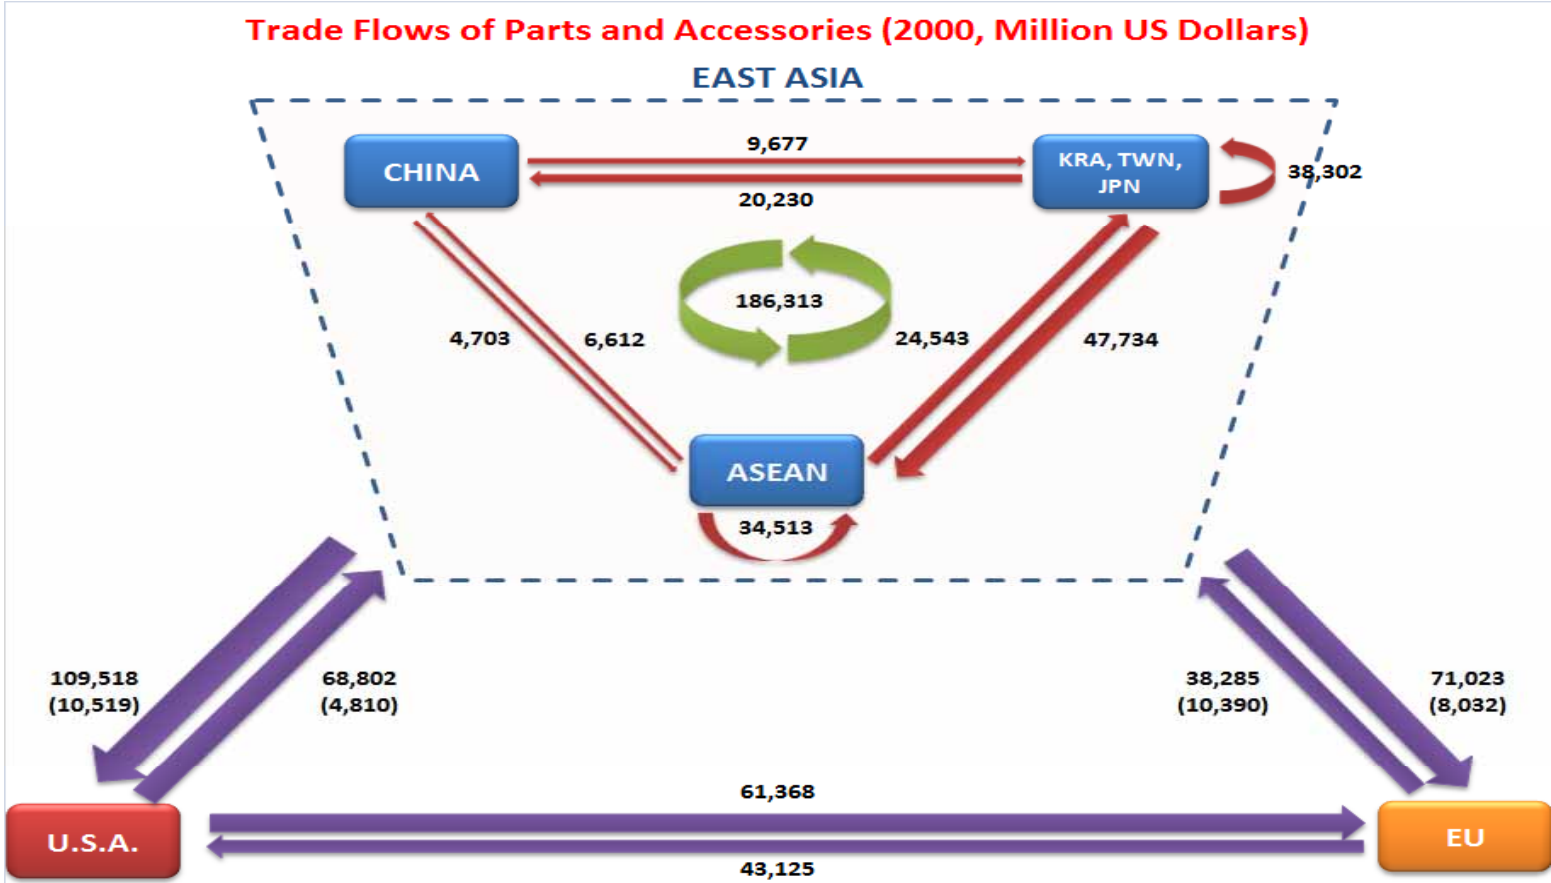 Trade Flows of Parts and Accessories (2000, Million US Dollars)
EAST ASIA
CHINA
9,677
20,230
KRA, TWN,
JPN
38,302
186,313
4,703
6,612
24,543
47,734
ASEAN
34,513
109,518
(10,519)
68,802
(4,810)
38,285
(10,390)
71,023
(8,032)
U.S.A.
61,368
43,125
EU